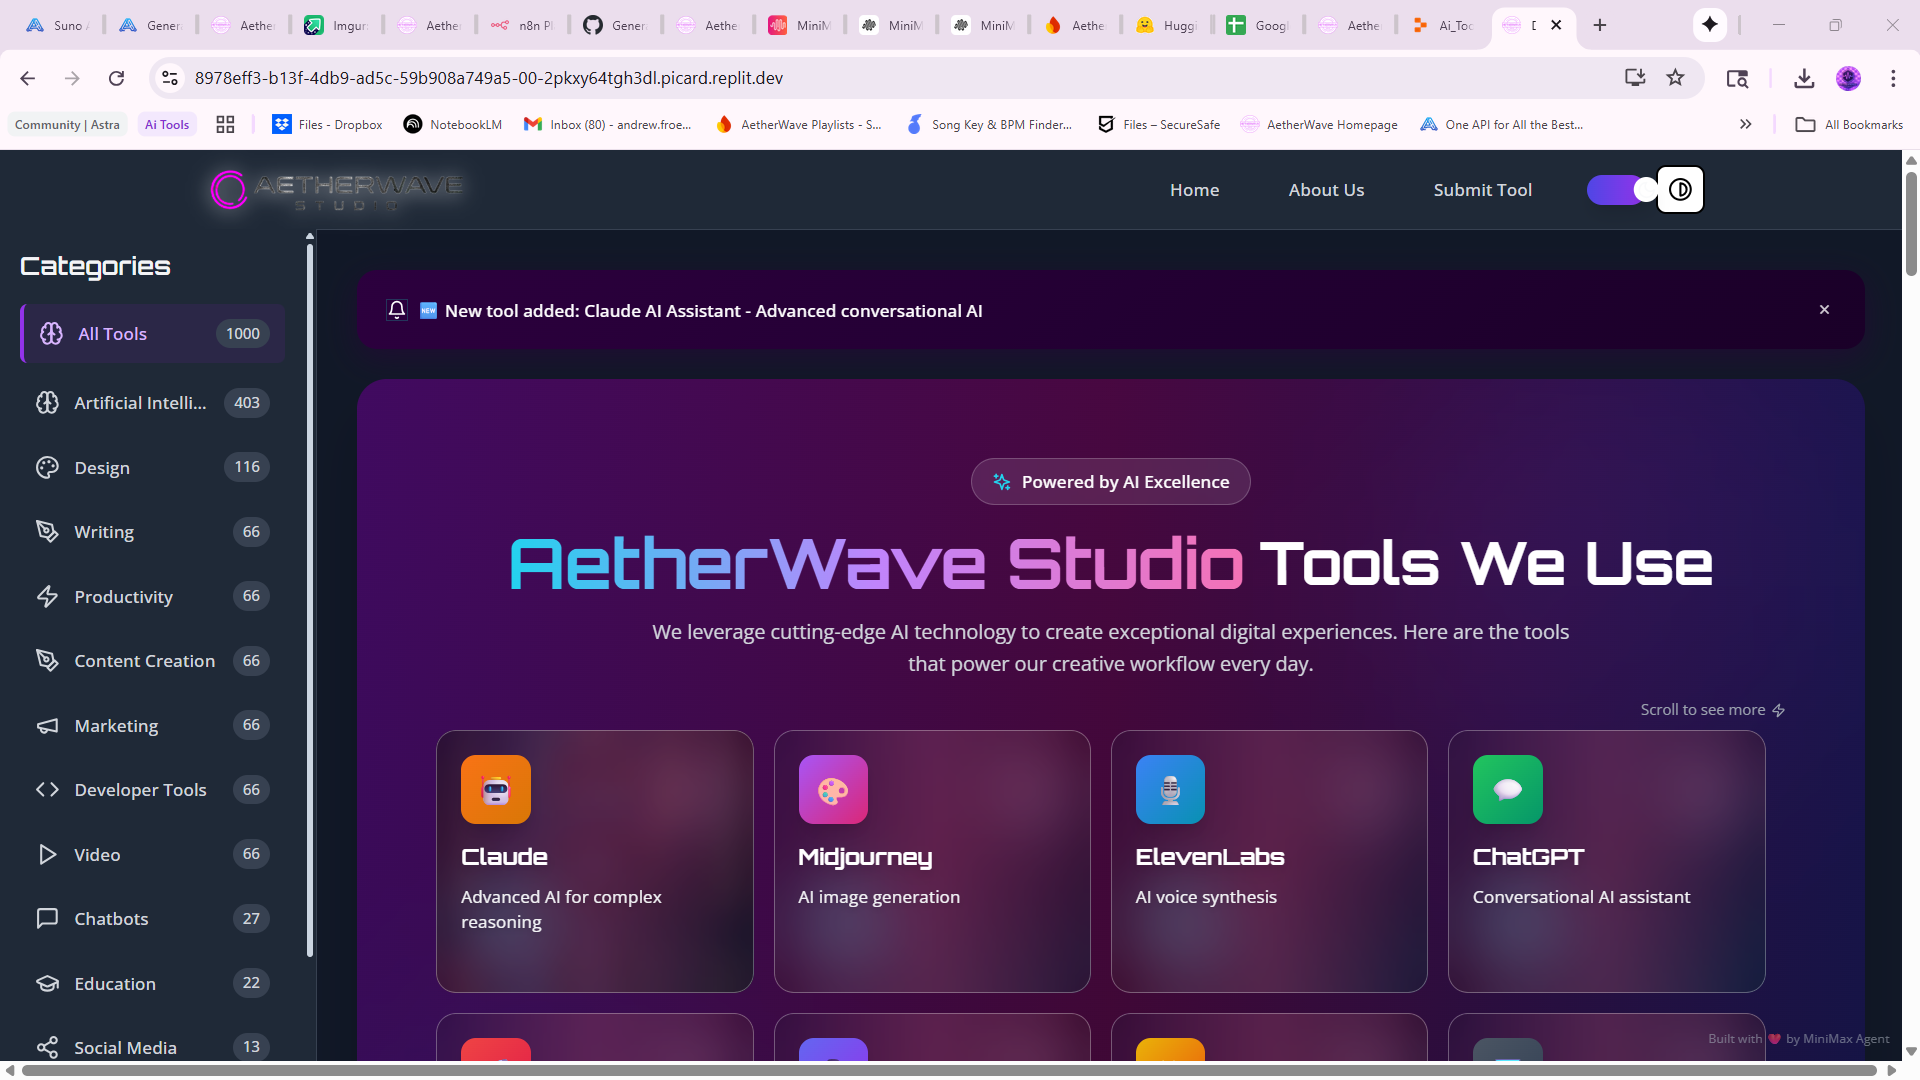 Suno
Gener
Aethe
Imgur
Aethe
n8n Pl
Gener
Aethe
MiniM
MiniM
MiniM
Aethe
Huggi
Googl
Aethe
Ai_Too
8978eff3-b13f-4db9-ad5c-59b908a749a5-00-2pkxy64tgh3dl.picard.replit.dev
Community | Astra
Ai Tools
Files - Dropbox
NotebookLM
Inbox (80) - andrew.froe...
AetherWave Playlists - S...
Song Key & BPM Finder...
Files – SecureSafe
AetherWave Homepage
One API for All the Best...
All Bookmarks
AETHERWAVE
STUDIO
Home
About Us
Submit Tool
Categories
All Tools 1000
Artificial Intelli... 403
Design 116
Writing 66
Productivity 66
Content Creation 66
Marketing 66
Developer Tools 66
Video 66
Chatbots 27
Education 22
Social Media 13
NEW New tool added: Claude AI Assistant - Advanced conversational AI
Powered by AI Excellence
AetherWave Studio Tools We Use
We leverage cutting-edge AI technology to create exceptional digital experiences. Here are the tools
that power our creative workflow every day.
Scroll to see more
Claude
Advanced AI for complex
reasoning
Midjourney
AI image generation
ElevenLabs
AI voice synthesis
ChatGPT
Conversational AI assistant
Built with ❤️ by MiniMax Agent